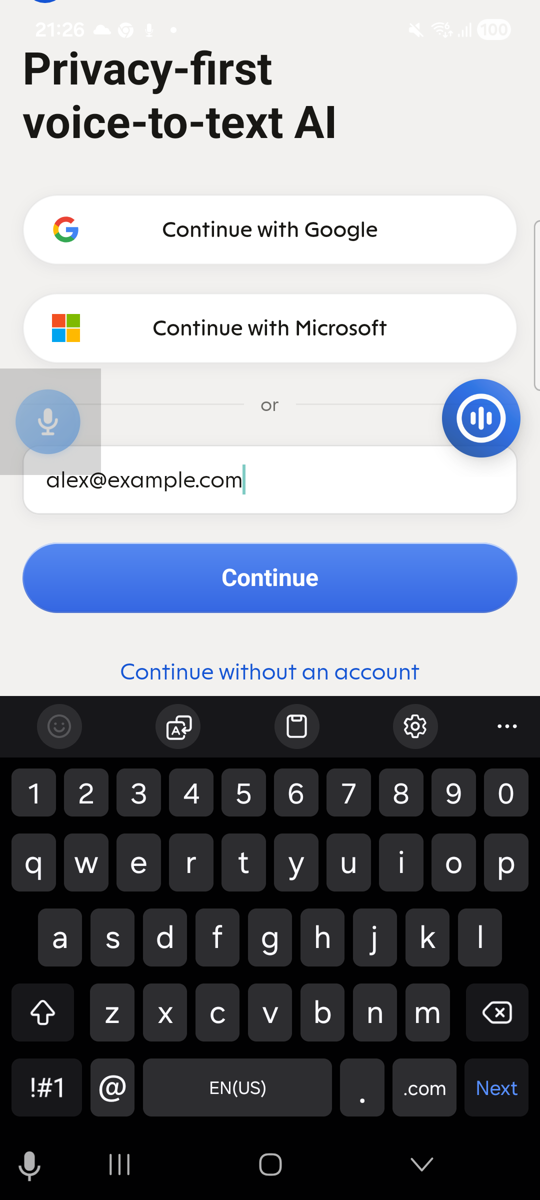 21:26
100
Privacy-first
voice-to-text AI
Continue with Google
Continue with Microsoft
or
alex@example.com
Continue
Continue without an account
1 2 3 4 5 6 7 8 9 0
q w e r t y u i o p
a s d f g h j k l
z x c v b n m
!#1 @ EN(US) . .com Next